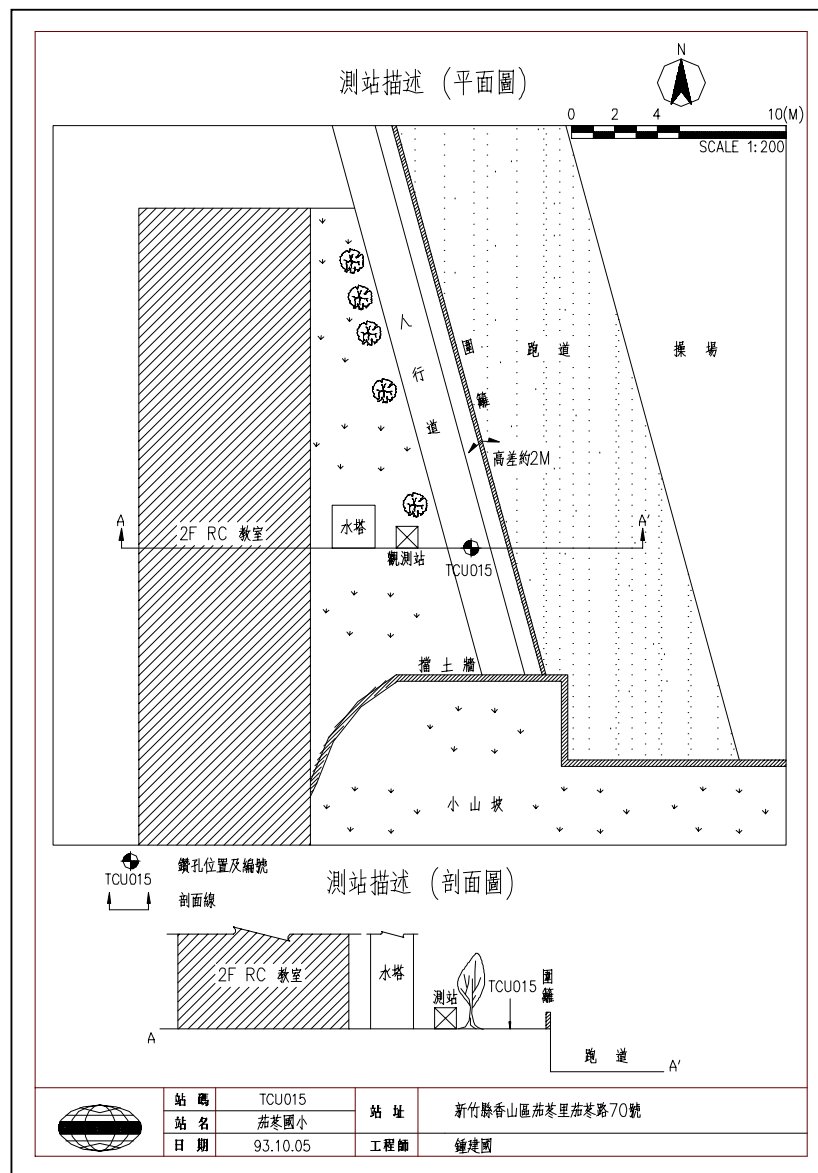 測站描述 (平面圖)
N
0 2 4 10(M)
SCALE 1:200
人行道
圍籬
跑道
操場
高差約2M
A
A'
2F RC 教室
水塔
觀測站
TCU015
擋土牆
小山坡
TCU015
鑽孔位置及編號
剖面線
測站描述 (剖面圖)
2F RC 教室
水塔
測站
TCU015
圍籬
A
跑道
A'
站碼 TCU015
站名 茄苳國小
日期 93.10.05
站址 新竹縣香山區茄苳里茄苳路70號
工程師 鍾建國